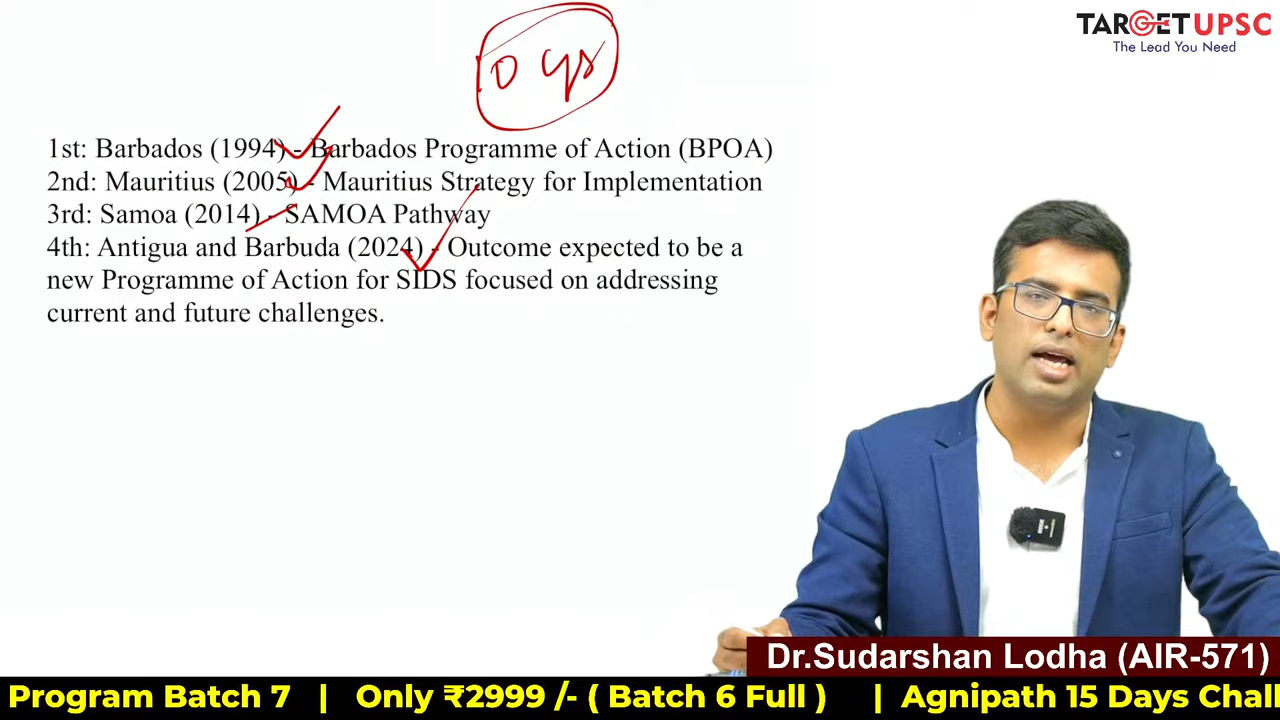 TARGETUPSC
The Lead You Need
0 yrs
1st: Barbados (1994) - Barbados Programme of Action (BPOA)
2nd: Mauritius (2005) - Mauritius Strategy for Implementation
3rd: Samoa (2014) - SAMOA Pathway
4th: Antigua and Barbuda (2024) - Outcome expected to be a
new Programme of Action for SIDS focused on addressing
current and future challenges.
Dr.Sudarshan Lodha (AIR-571)
Program Batch 7 | Only ₹2999 /- ( Batch 6 Full ) | Agnipath 15 Days Chall